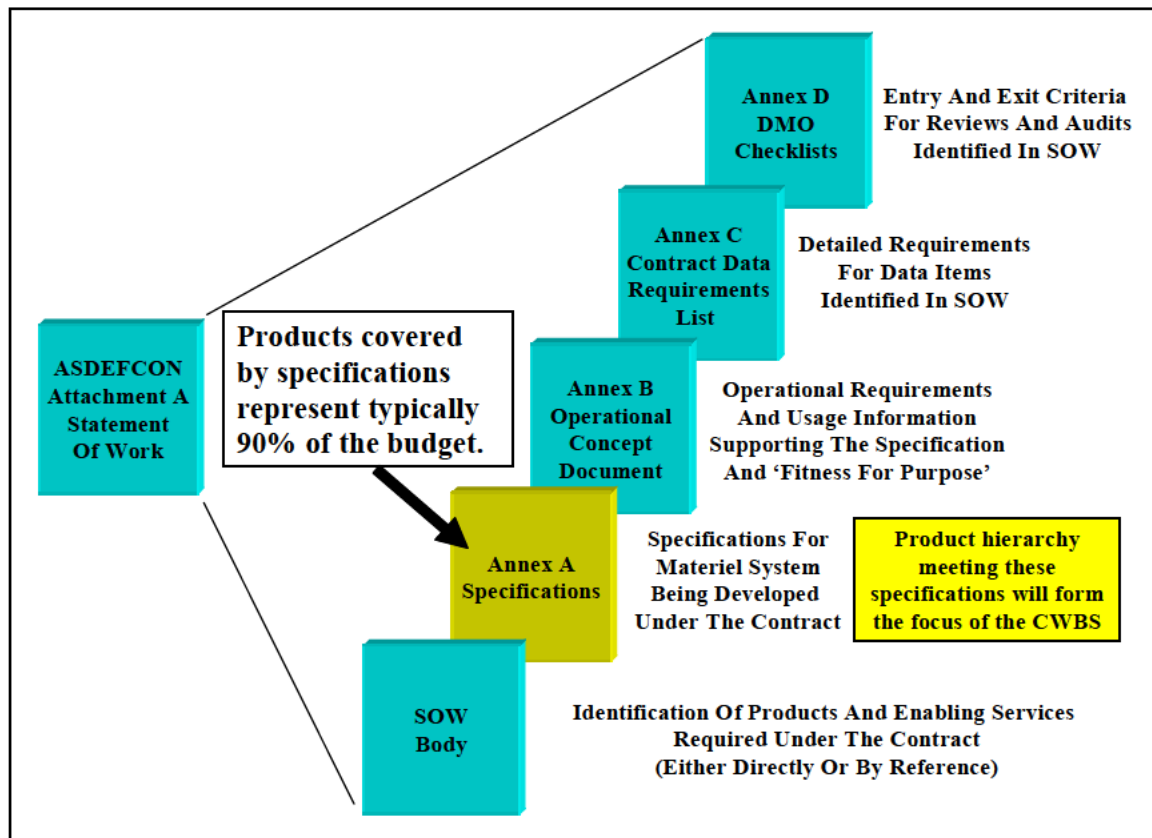 Annex D
DMO
Checklists
Entry And Exit Criteria
For Reviews And Audits
Identified In SOW
Annex C
Contract Data
Requirements
List
Detailed Requirements
For Data Items
Identified In SOW
ASDEFCON
Attachment A
Statement
Of Work
Products covered
by specifications
represent typically
90% of the budget.
Annex B
Operational
Concept
Document
Operational Requirements
And Usage Information
Supporting The Specification
And ‘Fitness For Purpose’
Annex A
Specifications
Specifications For
Materiel System
Being Developed
Under The Contract
Product hierarchy
meeting these
specifications will form
the focus of the CWBS
SOW
Body
Identification Of Products And Enabling Services
Required Under The Contract
(Either Directly Or By Reference)